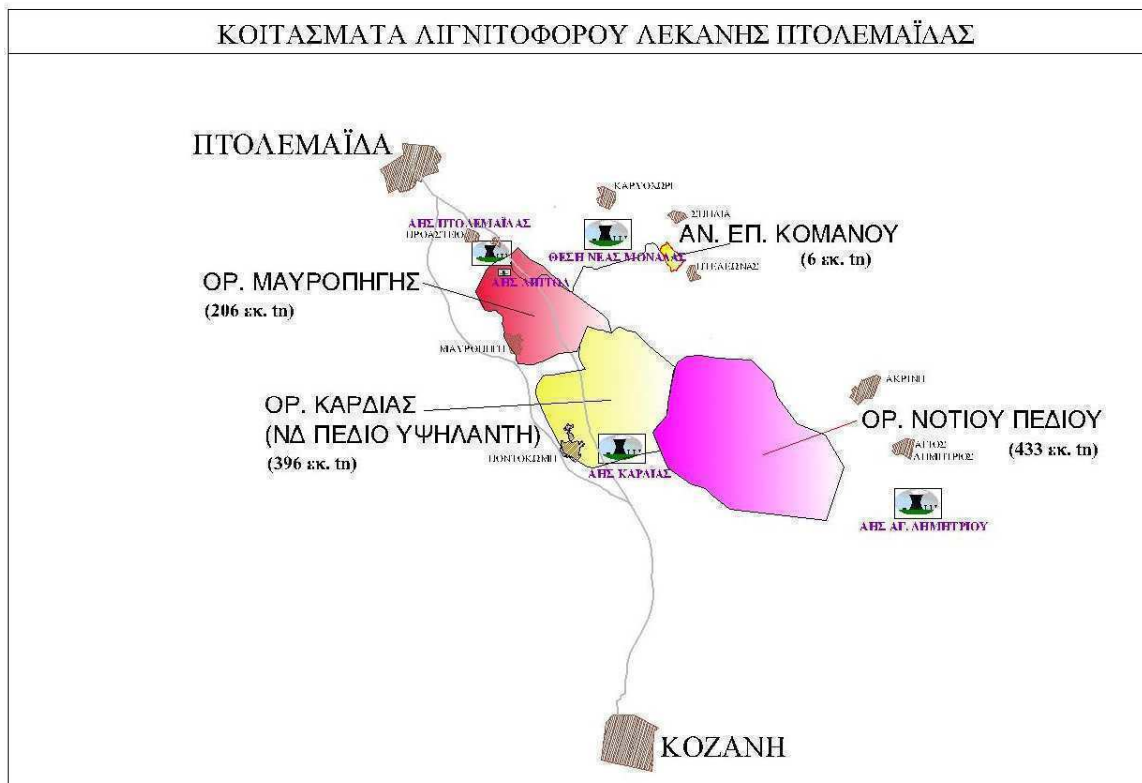 ΚΟΙΤΑΣΜΑΤΑ ΛΙΓΝΙΤΟΦΟΡΟΥ ΛΕΚΑΝΗΣ ΠΤΟΛΕΜΑΪΔΑΣ
ΠΤΟΛΕΜΑΪΔΑ
ΚΑΡΥΟΧΩΡΙ
ΑΗΣ ΠΤΟΛΕΜΑΪΔΑΣ
ΠΡΟΑΣΤΕΙΟ
ΣΠΗΛΙΑ
ΑΝ. ΕΠ. ΚΟΜΑΝΟΥ
(6 εκ. tn)
ΘΕΣΗ ΝΕΑΣ ΜΟΝΑΔΑΣ
ΠΤΕΛΕΩΝΑΣ
ΑΗΣ ΛΙΠΤΟΛ
ΟΡ. ΜΑΥΡΟΠΗΓΗΣ
(206 εκ. tn)
ΜΑΥΡΟΠΗΓΗ
ΑΚΡΙΝΗ
ΟΡ. ΚΑΡΔΙΑΣ
(ΝΔ ΠΕΔΙΟ ΥΨΗΛΑΝΤΗ)
(396 εκ. tn)
ΟΡ. ΝΟΤΙΟΥ ΠΕΔΙΟΥ
(433 εκ. tn)
ΑΓΙΟΣ
ΔΗΜΗΤΡΙΟΣ
ΠΟΝΤΟΚΩΜΗ
ΑΗΣ ΚΑΡΔΙΑΣ
ΑΗΣ ΑΓ. ΔΗΜΗΤΡΙΟΥ
ΚΟΖΑΝΗ